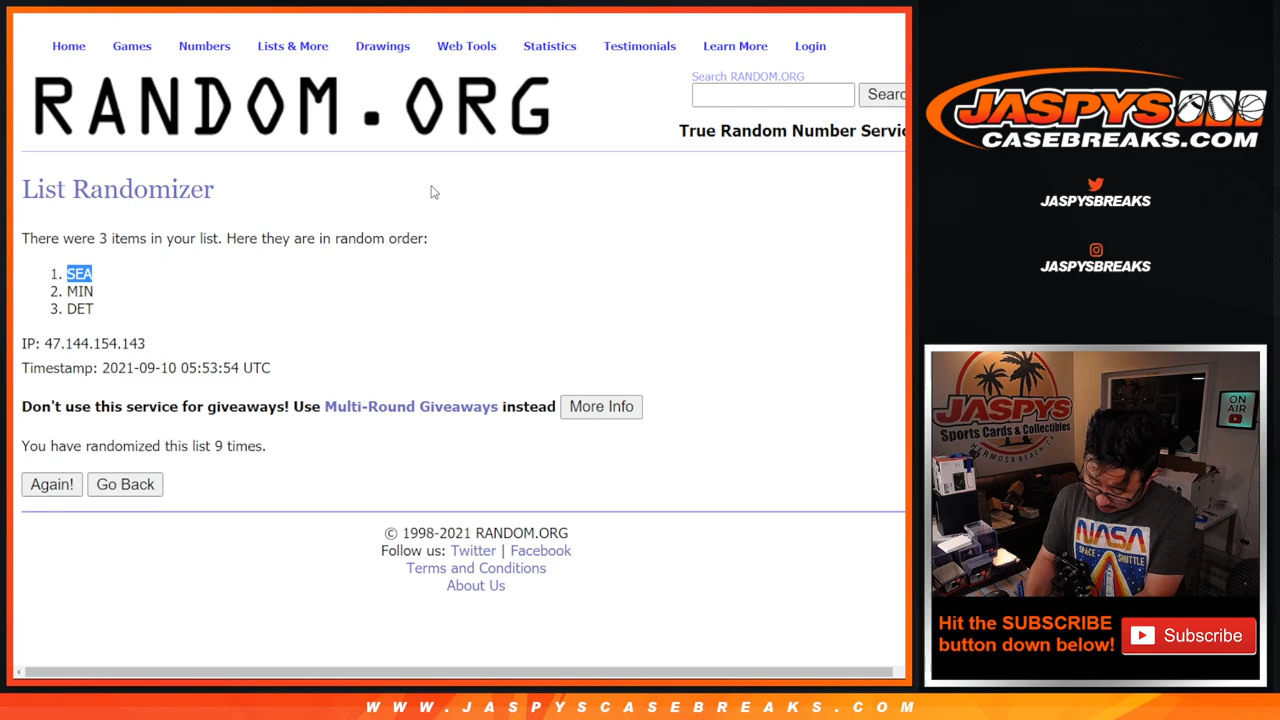 Home Games Numbers Lists & More Drawings Web Tools Statistics Testimonials Learn More Login
RANDOM.ORG
Search RANDOM.ORG
Searc
True Random Number Servic
List Randomizer
There were 3 items in your list. Here they are in random order:
1. SEA
2. MIN
3. DET
IP: 47.144.154.143
Timestamp: 2021-09-10 05:53:54 UTC
Don't use this service for giveaways! Use Multi-Round Giveaways instead More Info
You have randomized this list 9 times.
Again! Go Back
© 1998-2021 RANDOM.ORG
Follow us: Twitter | Facebook
Terms and Conditions
About Us
JASPYS
CASEBREAKS.COM
JASPYSBREAKS
JASPYSBREAKS
JASPYS
Sports Cards & Collectibles
HERMOSA BEACH, CA
ON
AIR
NASA
SPACE SHUTTLE
Hit the SUBSCRIBE
button down below!
Subscribe
WWW.JASPYSCASEBREAKS.COM